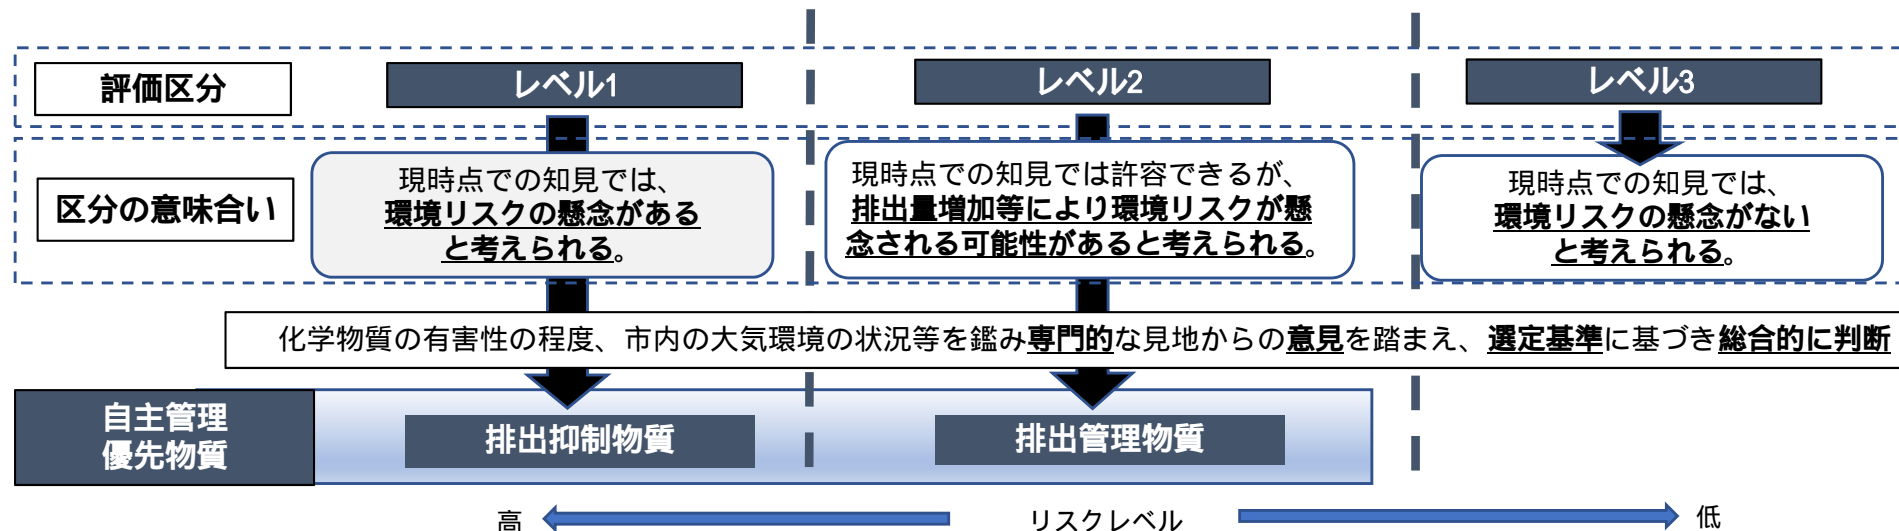 評価区分
レベル1
レベル2
レベル3
区分の意味合い
現時点での知見では、
環境リスクの懸念がある
と考えられる。
現時点での知見では許容できるが、
排出量増加等により環境リスクが懸
念される可能性があると考えられる。
現時点での知見では、
環境リスクの懸念がない
と考えられる。
化学物質の有害性の程度、市内の大気環境の状況等を鑑み専門的な見地からの意見を踏まえ、選定基準に基づき総合的に判断
自主管理
優先物質
排出抑制物質
排出管理物質
高
リスクレベル
低